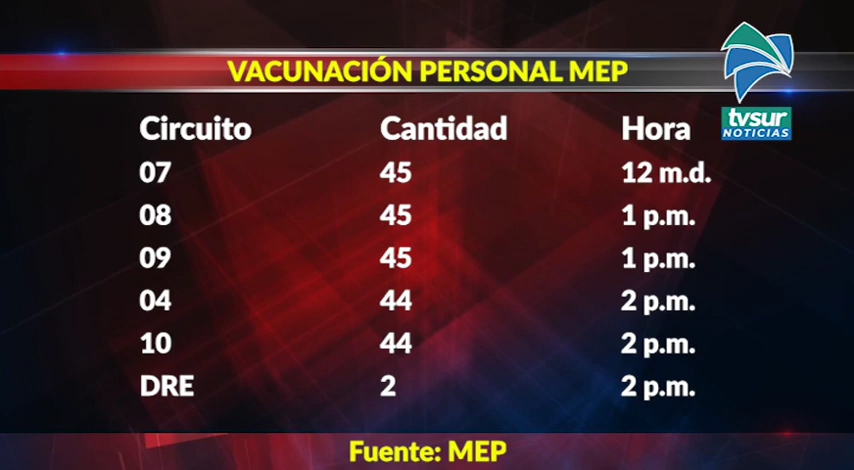 VACUNACIÓN PERSONAL MEP
tvsur
NOTICIAS
Circuito Cantidad Hora
07 45 12 m.d.
08 45 1 p.m.
09 45 1 p.m.
04 44 2 p.m.
10 44 2 p.m.
DRE 2 2 p.m.
Fuente: MEP